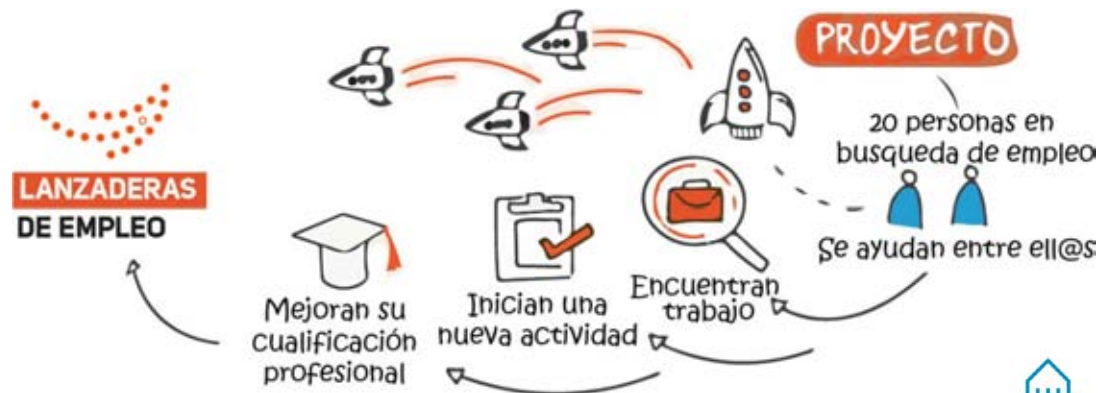 PROYECTO
20 personas en
busqueda de empleo
Se ayudan entre ell@s
Encuentran
trabajo
Inician una
nueva actividad
Mejoran su
cualificación
profesional
LANZADERAS
DE EMPLEO